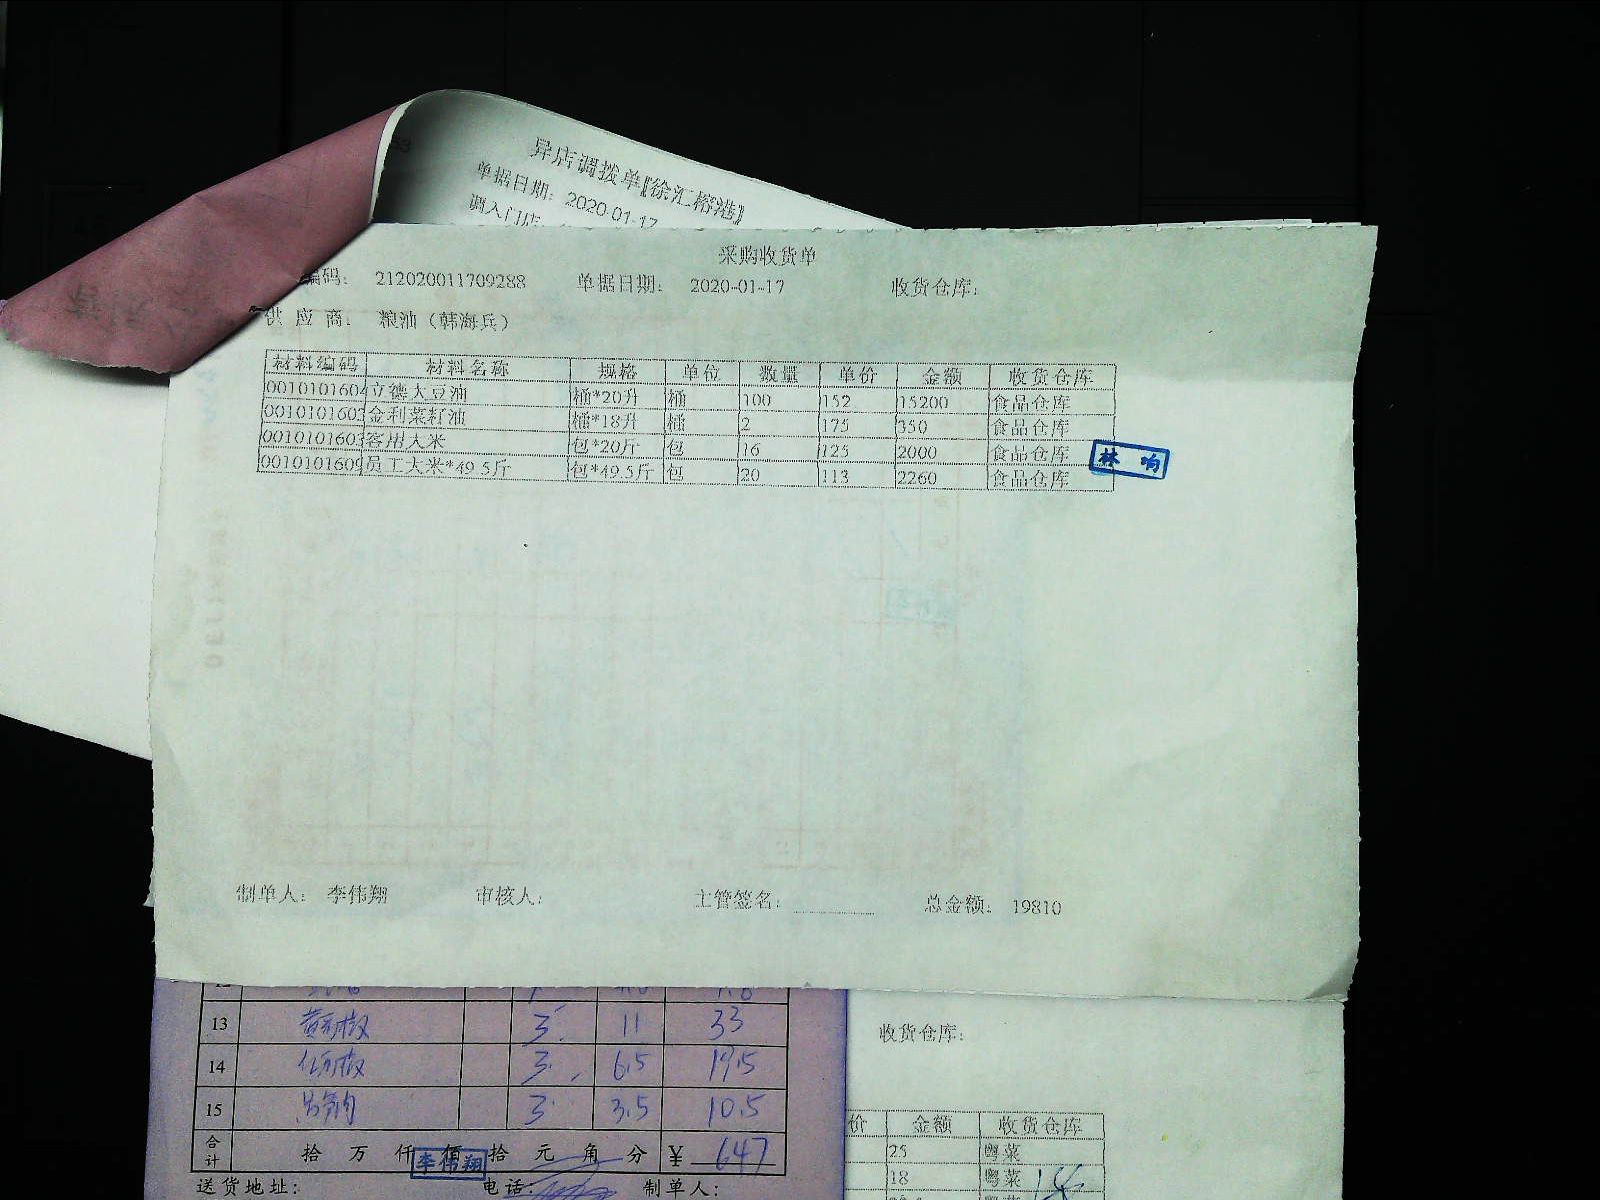 异店调拨单【徐汇榕港】
单据日期: 2020-01-17
调入门店
采购收货单
编码: 212020011709288 单据日期: 2020-01-17 收货仓库:
供 应 商: 粮油（韩海兵）
材料编码 材料名称 规格 单位 数量 单价 金额 收货仓库
0010101604 立德大豆油 桶*20升 桶 100 152 15200 食品仓库
001010160 金利菜籽油 桶*18升 桶 2 175 350 食品仓库
001010160 客用大米 包*20斤 包 16 125 2000 食品仓库
001010160 员工大米*49.5斤 包*49.5斤 包 20 113 2260 食品仓库
林 响
制单人: 李伟翔 审核人: 主管签名: 总金额: 19810
13 3. 11 33
14 3. 6.5 19.5
15 3. 3.5 10.5
合计 拾 万 仟 佰 拾 元 角 分 ¥ 647
李伟翔
送货地址: 电话: 制单人:
收货仓库:
价 金额 收货仓库
25 粤菜
18 粤菜